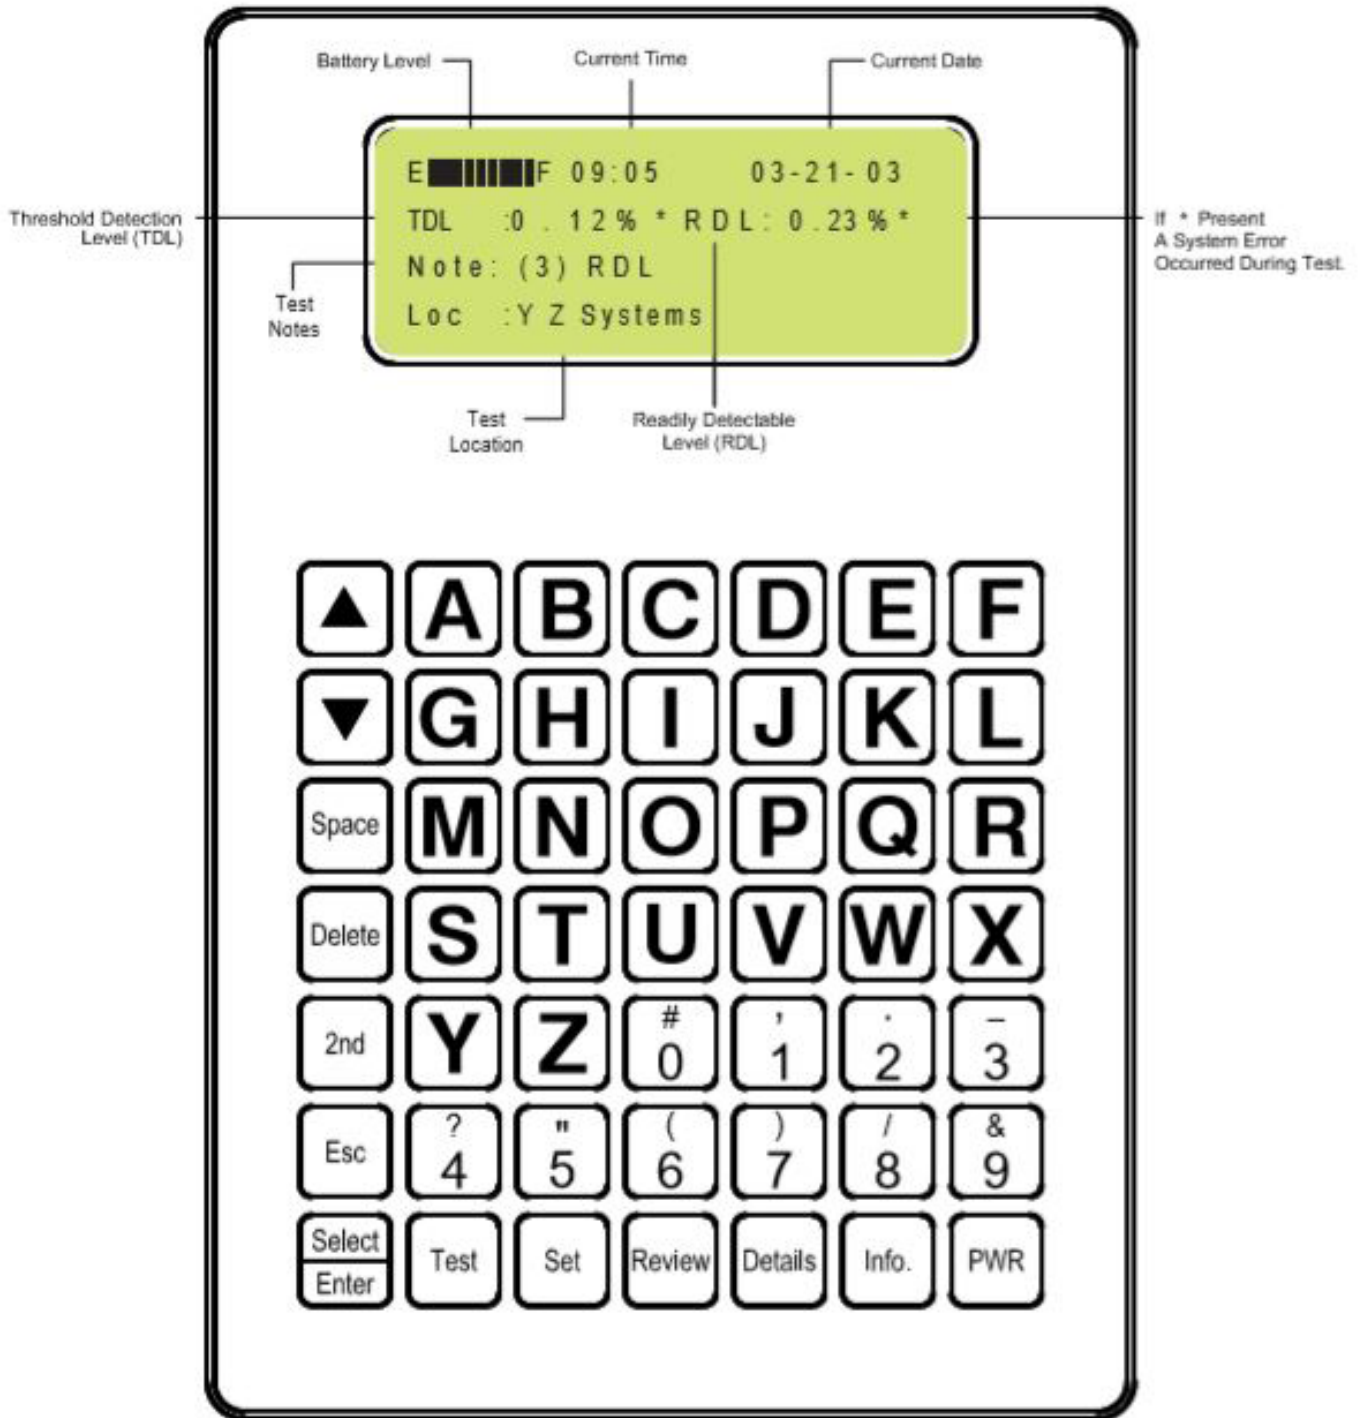 Battery Level
Current Time
Current Date
E F 09:05 03-21-03
TDL :0.12% * RDL: 0.23% *
Note: (3) RDL
Loc :Y Z Systems
Threshold Detection
Level (TDL)
If * Present
A System Error
Occurred During Test.
Test
Notes
Test
Location
Readily Detectable
Level (RDL)
▲ A B C D E F
▼ G H I J K L
Space M N O P Q R
Delete S T U V W X
2nd Y Z # 0 , 1 . 2 – 3
Esc ? 4 " 5 ( 6 ) 7 / 8 & 9
Select
Enter
Test Set Review Details Info. PWR